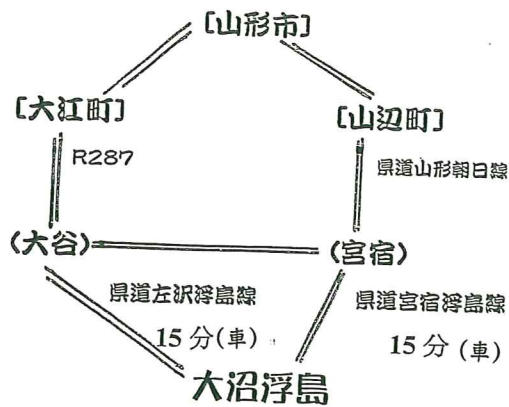 [山形市]
[大江町]
[山辺町]
R287
県道山形朝日線
(大谷)
(宮宿)
県道左沢浮島線
県道宮宿浮島線
15分(車)
15分(車)
大沼浮島